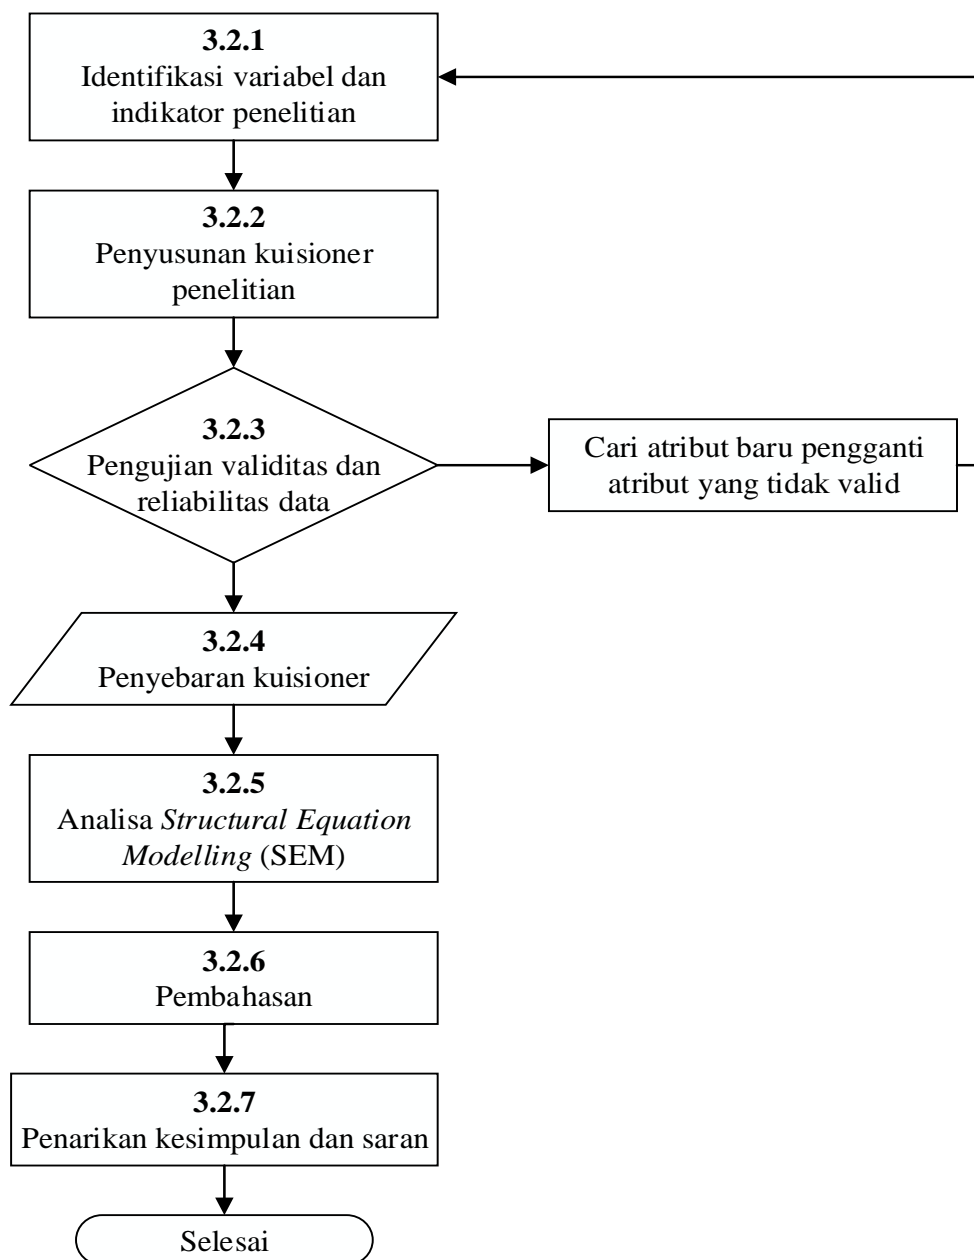 3.2.1
Identifikasi variabel dan
indikator penelitian
3.2.2
Penyusunan kuisioner
penelitian
3.2.3
Pengujian validitas dan
reliabilitas data
Cari atribut baru pengganti
atribut yang tidak valid
3.2.4
Penyebaran kuisioner
3.2.5
Analisa Structural Equation
Modelling (SEM)
3.2.6
Pembahasan
3.2.7
Penarikan kesimpulan dan saran
Selesai